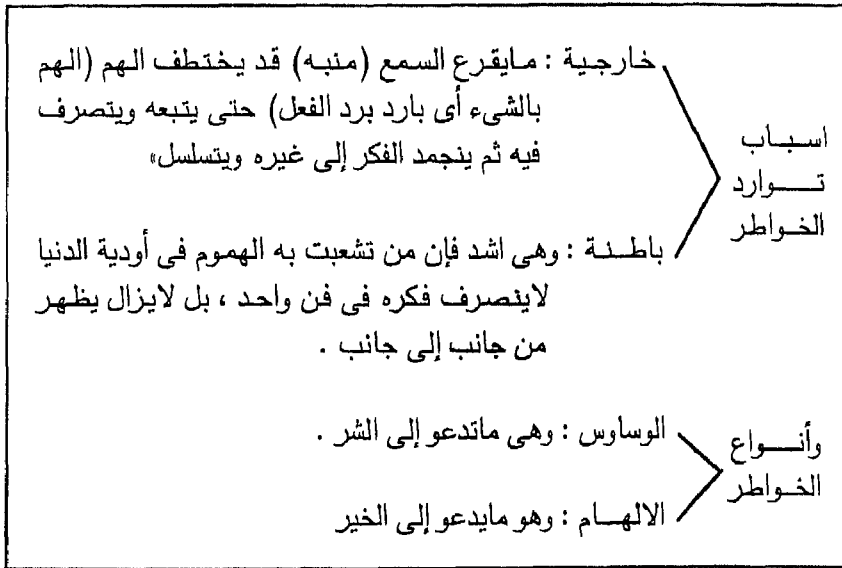 اسباب
توارد
الخواطر
خارجية : مايقرع السمع (منبه) قد يختطف الهم (الهم
بالشىء أى بارد برد الفعل) حتى يتبعه ويتصرف
فيه ثم ينجمد الفكر إلى غيره ويتسلسل»
باطنة : وهى اشد فإن من تشعبت به الهموم فى أودية الدنيا
لاينصرف فكره فى فن واحد ، بل لايزال يظهر
من جانب إلى جانب .
وأنواع
الخواطر
الوساوس : وهى ماتدعو إلى الشر .
الالهام : وهو مايدعو إلى الخير